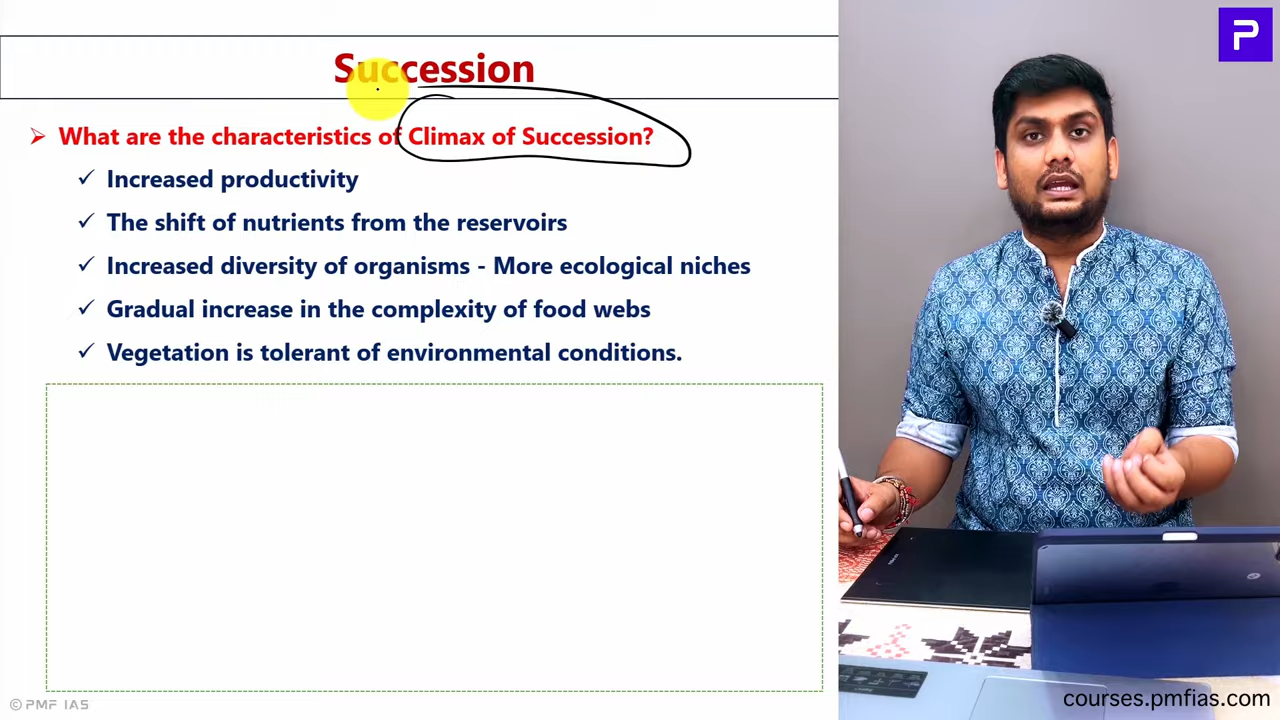 Succession
➢ What are the characteristics of Climax of Succession?
✓ Increased productivity
✓ The shift of nutrients from the reservoirs
✓ Increased diversity of organisms - More ecological niches
✓ Gradual increase in the complexity of food webs
✓ Vegetation is tolerant of environmental conditions.
© PMF IAS
P
courses.pmfias.com